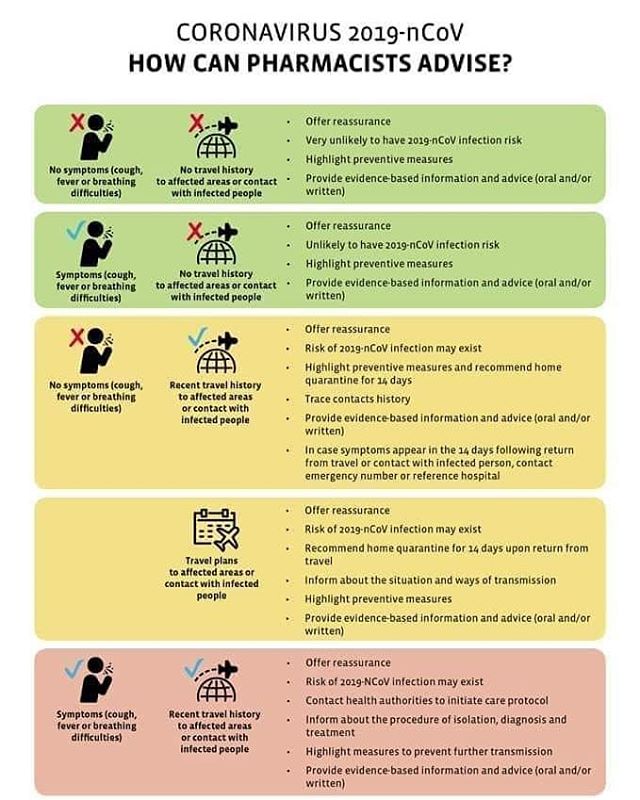 CORONAVIRUS 2019-nCoV
HOW CAN PHARMACISTS ADVISE?
No symptoms (cough,
fever or breathing
difficulties)
No travel history
to affected areas or contact
with infected people
• Offer reassurance
• Very unlikely to have 2019-nCoV infection risk
• Highlight preventive measures
• Provide evidence-based information and advice (oral and/or
written)
Symptoms (cough,
fever or breathing
difficulties)
No travel history
to affected areas or contact
with infected people
• Offer reassurance
• Unlikely to have 2019-nCoV infection risk
• Highlight preventive measures
• Provide evidence-based information and advice (oral and/or
written)
No symptoms (cough,
fever or breathing
difficulties)
Recent travel history
to affected areas
or contact with
infected people
• Offer reassurance
• Risk of 2019-nCoV infection may exist
• Highlight preventive measures and recommend home
quarantine for 14 days
• Trace contacts history
• Provide evidence-based information and advice (oral and/or
written)
• In case symptoms appear in the 14 days following return
from travel or contact with infected person, contact
emergency number or reference hospital
Travel plans
to affected areas or
contact with infected
people
• Offer reassurance
• Risk of 2019-nCoV infection may exist
• Recommend home quarantine for 14 days upon return from
travel
• Inform about the situation and ways of transmission
• Highlight preventive measures
• Provide evidence-based information and advice (oral and/or
written)
Symptoms (cough,
fever or breathing
difficulties)
Recent travel history
to affected areas
or contact with
infected people
• Offer reassurance
• Risk of 2019-NCoV infection may exist
• Contact health authorities to initiate care protocol
• Inform about the procedure of isolation, diagnosis and
treatment
• Highlight measures to prevent further transmission
• Provide evidence-based information and advice (oral and/or
written)